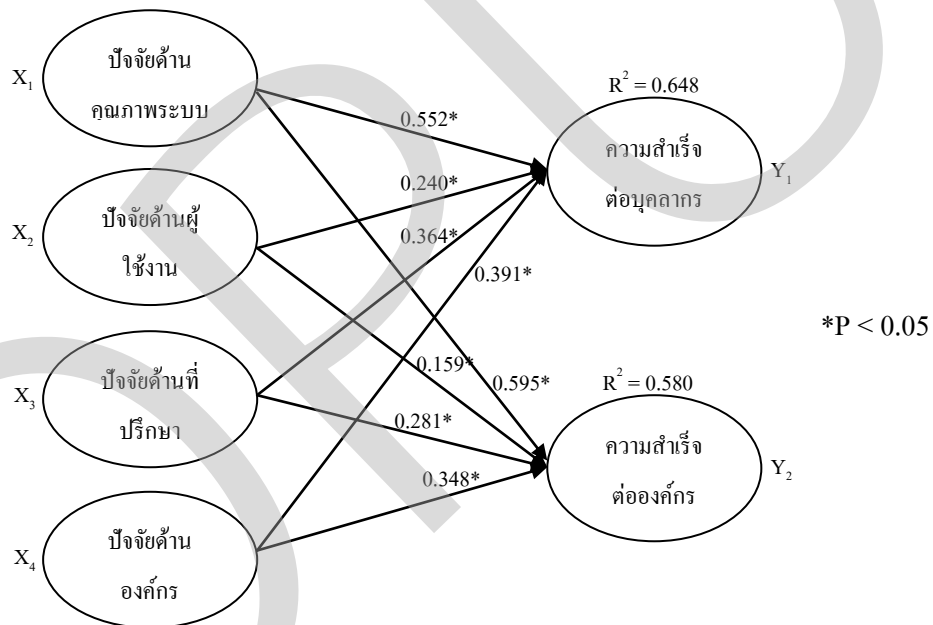 X₁
ปัจจัยด้าน
คุณภาพระบบ
X₂
ปัจจัยด้านผู้
ใช้งาน
X₃
ปัจจัยด้านที่
ปรึกษา
X₄
ปัจจัยด้าน
องค์กร
0.552*
0.240*
0.364*
0.391*
0.159*
0.595*
0.281*
0.348*
R² = 0.648
ความสำเร็จ
ต่อบุคลากร
Y₁
R² = 0.580
ความสำเร็จ
ต่อองค์กร
Y₂
*P < 0.05